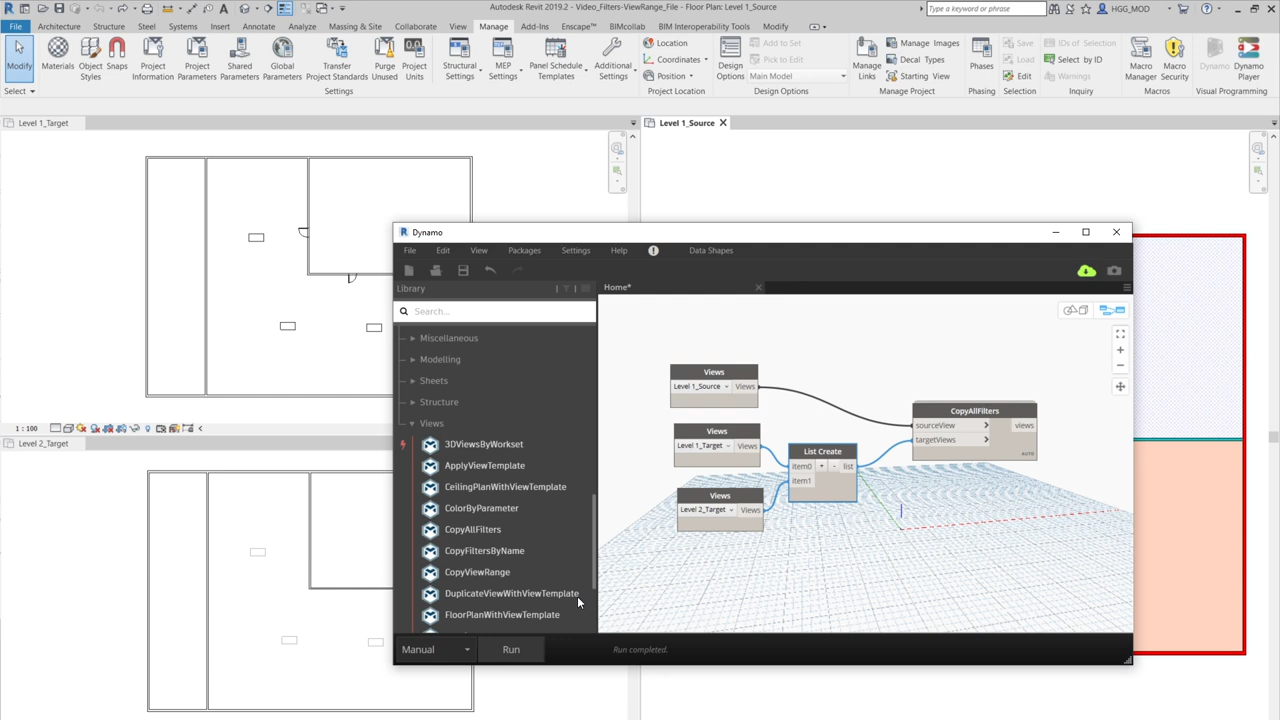 Autodesk Revit 2019.2 - Video_Filters-ViewRange_File - Floor Plan: Level 1_Source
Type a keyword or phrase
HGG_MOD
File Architecture Structure Steel Systems Insert Annotate Analyze Massing & Site Collaborate View Manage Add-Ins Enscape™ BIMcollab BIM Interoperability Tools Modify
Modify
Materials
Object Styles
Snaps
Project Information
Project Parameters
Shared Parameters
Global Parameters
Transfer Project Standards
Purge Unused
Project Units
Structural Settings
MEP Settings
Panel Schedule Templates
Additional Settings
Location
Coordinates
Position
Design Options
Add to Set
Pick to Edit
Main Model
Manage Links
Manage Images
Decal Types
Starting View
Phases
Save
Load
Edit
IDs of Selection
Select by ID
Warnings
Macro Manager
Macro Security
Dynamo
Dynamo Player
Select
Settings
Project Location
Design Options
Manage Project
Phasing
Selection
Inquiry
Macros
Visual Programming
Level 1_Target
Level 1_Source
1 : 100
Level 2_Target
Dynamo
File Edit View Packages Settings Help Data Shapes
Library
Home*
Search...
Miscellaneous
Modelling
Sheets
Structure
Views
3DViewsByWorkset
ApplyViewTemplate
CeilingPlanWithViewTemplate
ColorByParameter
CopyAllFilters
CopyFiltersByName
CopyViewRange
DuplicateViewWithViewTemplate
FloorPlanWithViewTemplate
Views
Level 1_Source Views
Views
Level 1_Target Views
Views
Level 2_Target Views
List Create
item0 + - list
item1
CopyAllFilters
sourceView > views
targetViews >
AUTO
Manual
Run
Run completed.